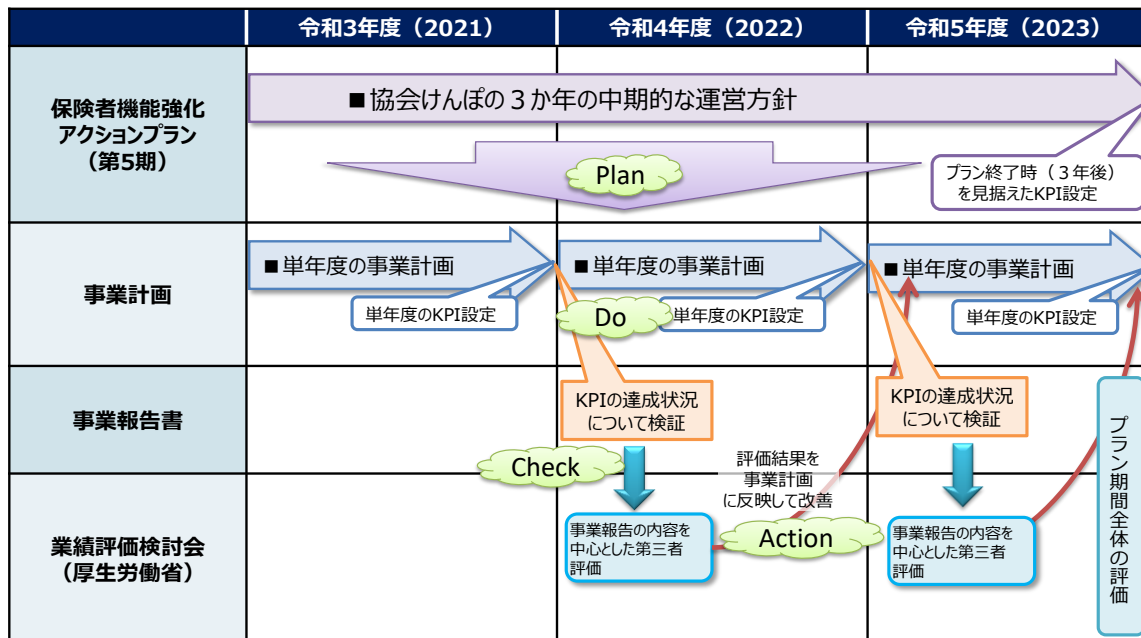 令和3年度(2021)
令和4年度(2022)
令和5年度(2023)
保険者機能強化
アクションプラン
(第5期)
■協会けんぽの3か年の中期的な運営方針
Plan
プラン終了時(3年後)
を見据えたKPI設定
事業計画
■単年度の事業計画
単年度のKPI設定
■単年度の事業計画
Do
単年度のKPI設定
■単年度の事業計画
単年度のKPI設定
事業報告書
KPIの達成状況
について検証
KPIの達成状況
について検証
Check
評価結果を
事業計画
に反映して改善
プラン期間全体の評価
業績評価検討会
(厚生労働省)
事業報告の内容を
中心とした第三者
評価
Action
事業報告の内容を
中心とした第三者
評価